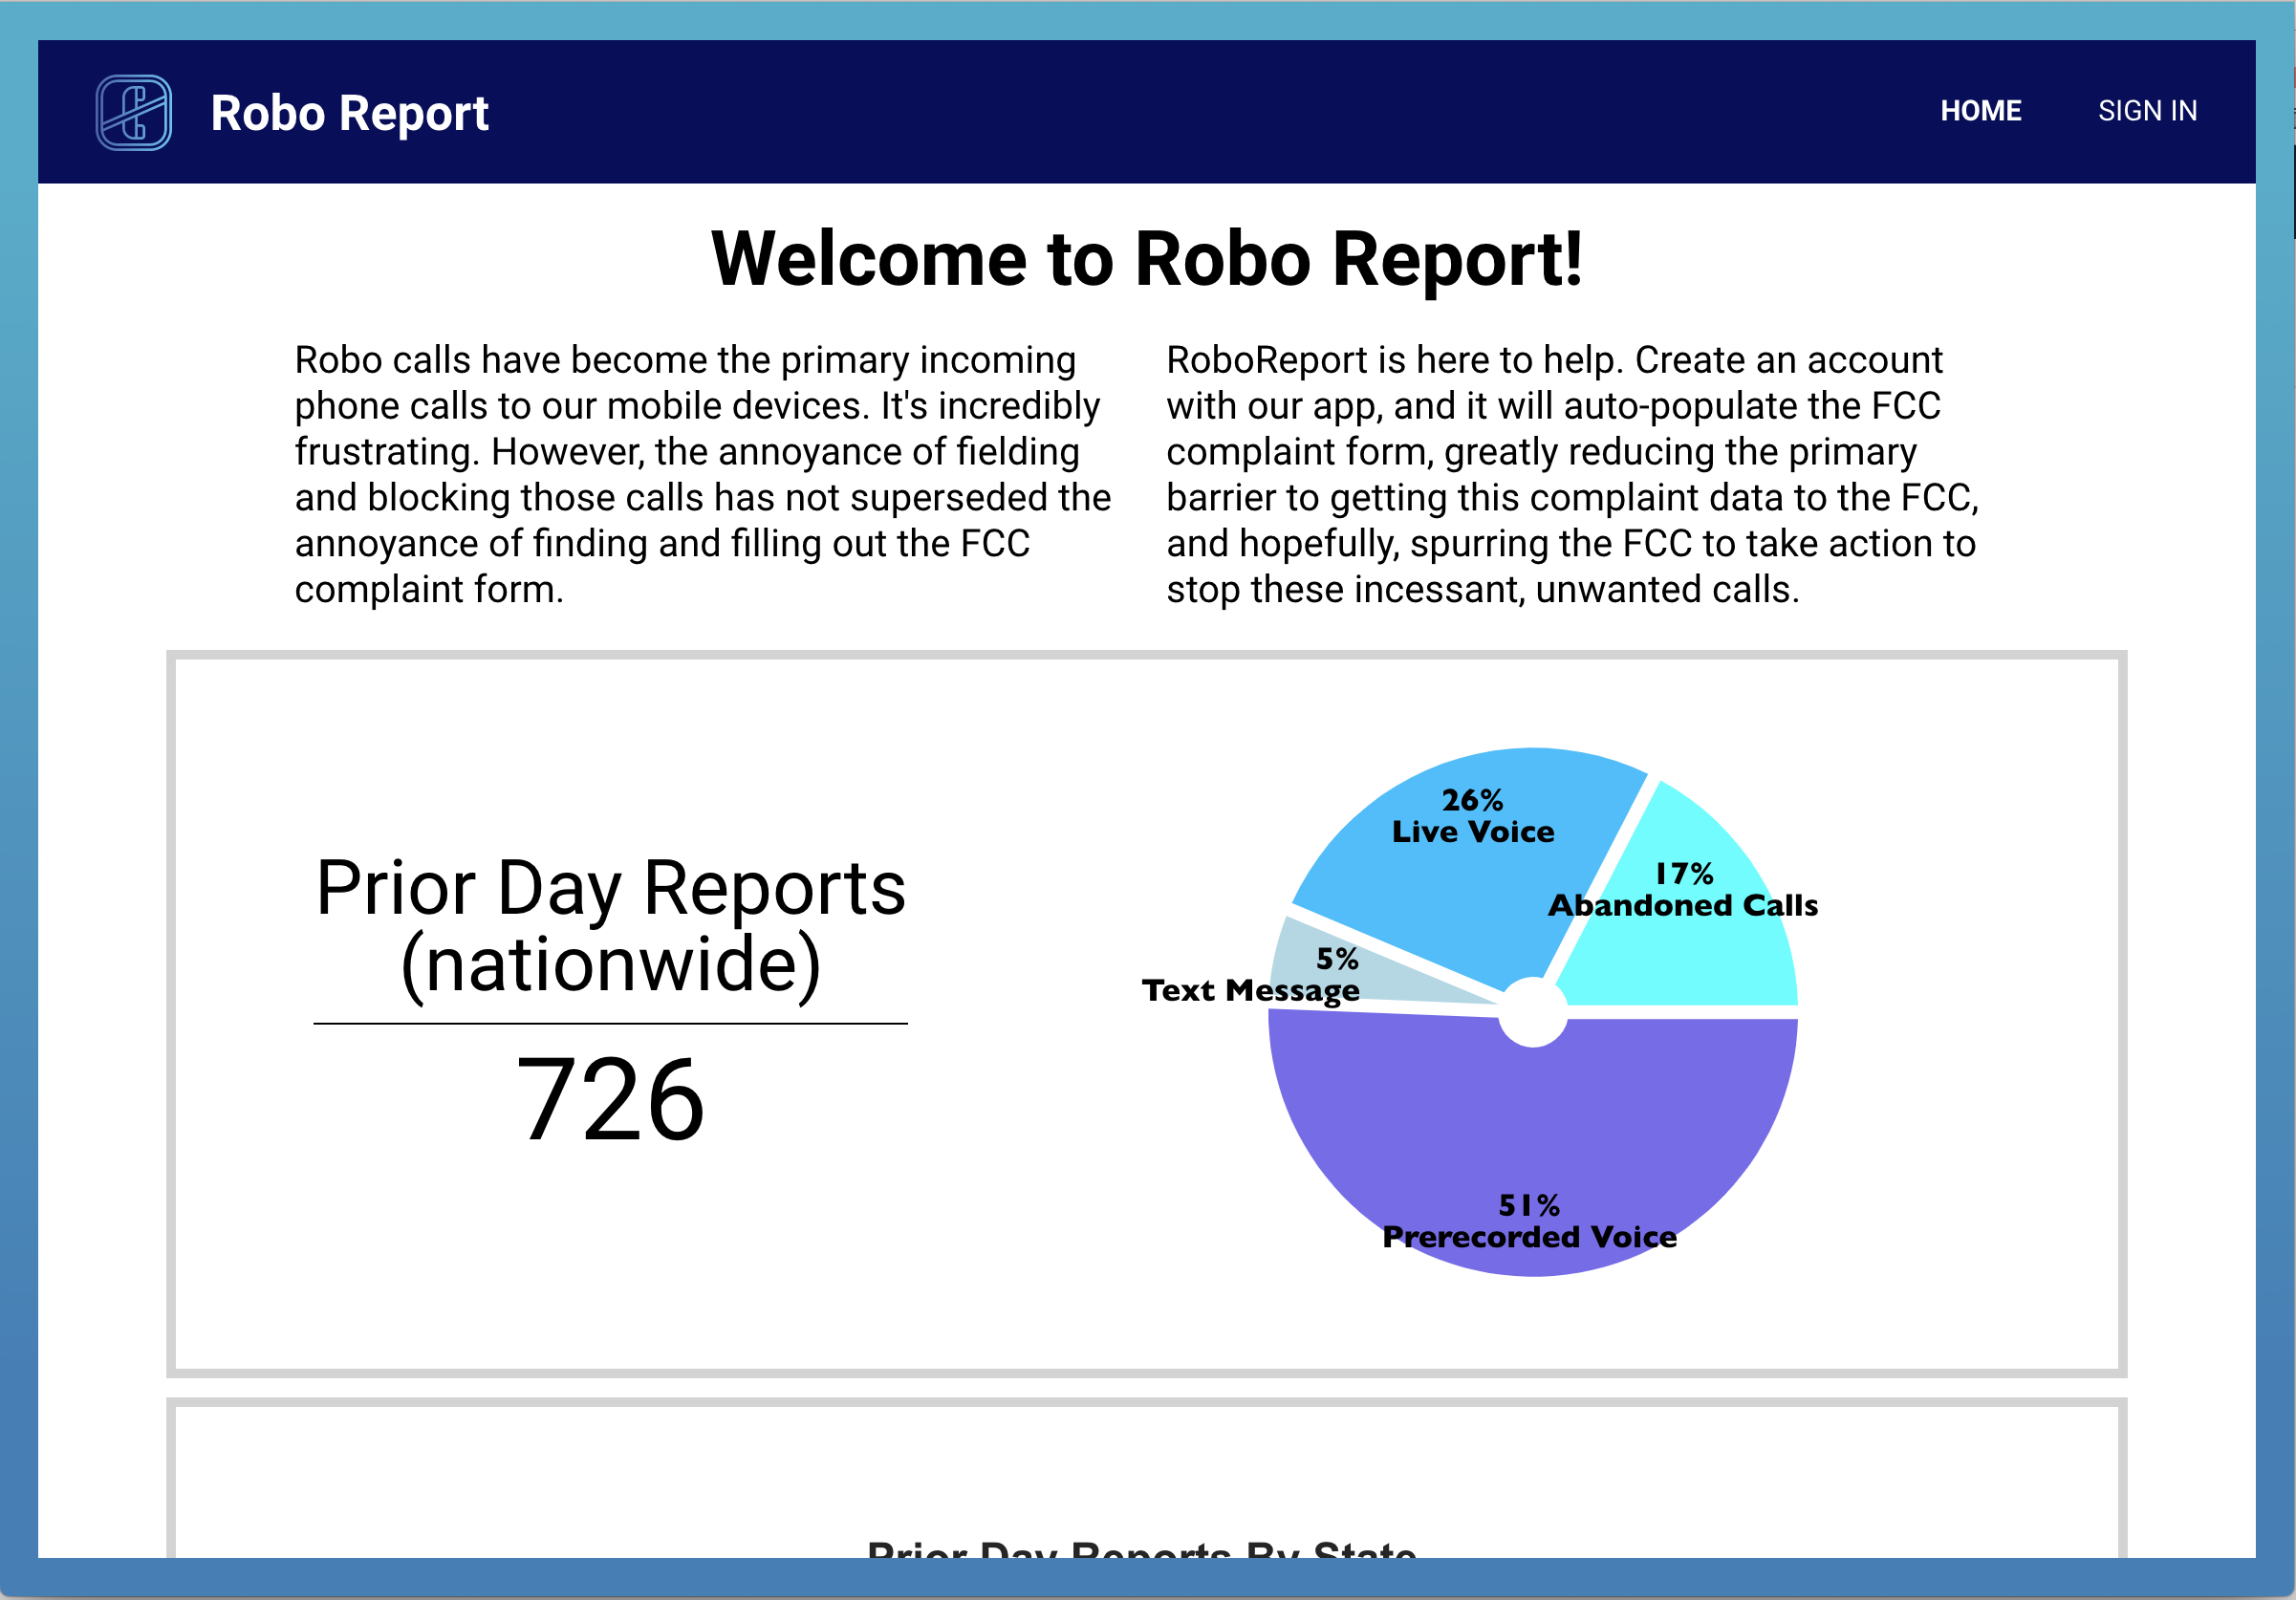 Robo Report
HOME
SIGN IN
Welcome to Robo Report!
Robo calls have become the primary incoming
phone calls to our mobile devices. It's incredibly
frustrating. However, the annoyance of fielding
and blocking those calls has not superseded the
annoyance of finding and filling out the FCC
complaint form.
RoboReport is here to help. Create an account
with our app, and it will auto-populate the FCC
complaint form, greatly reducing the primary
barrier to getting this complaint data to the FCC,
and hopefully, spurring the FCC to take action to
stop these incessant, unwanted calls.
Prior Day Reports
(nationwide)
726
26%
Live Voice
17%
Abandoned Calls
5%
Text Message
51%
Prerecorded Voice
Prior Day Reports By State